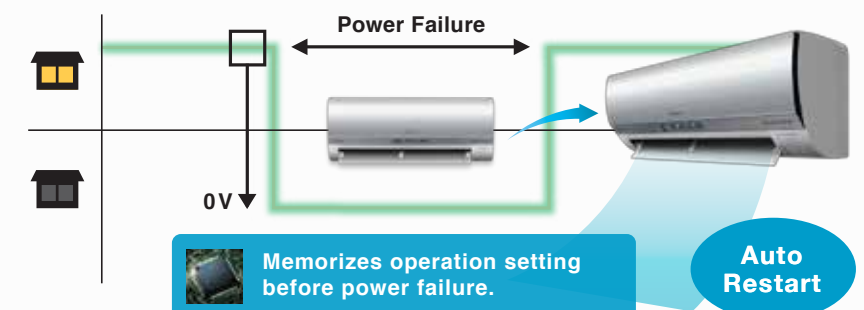 Power Failure
0V
Memorizes operation setting
before power failure.
Auto
Restart